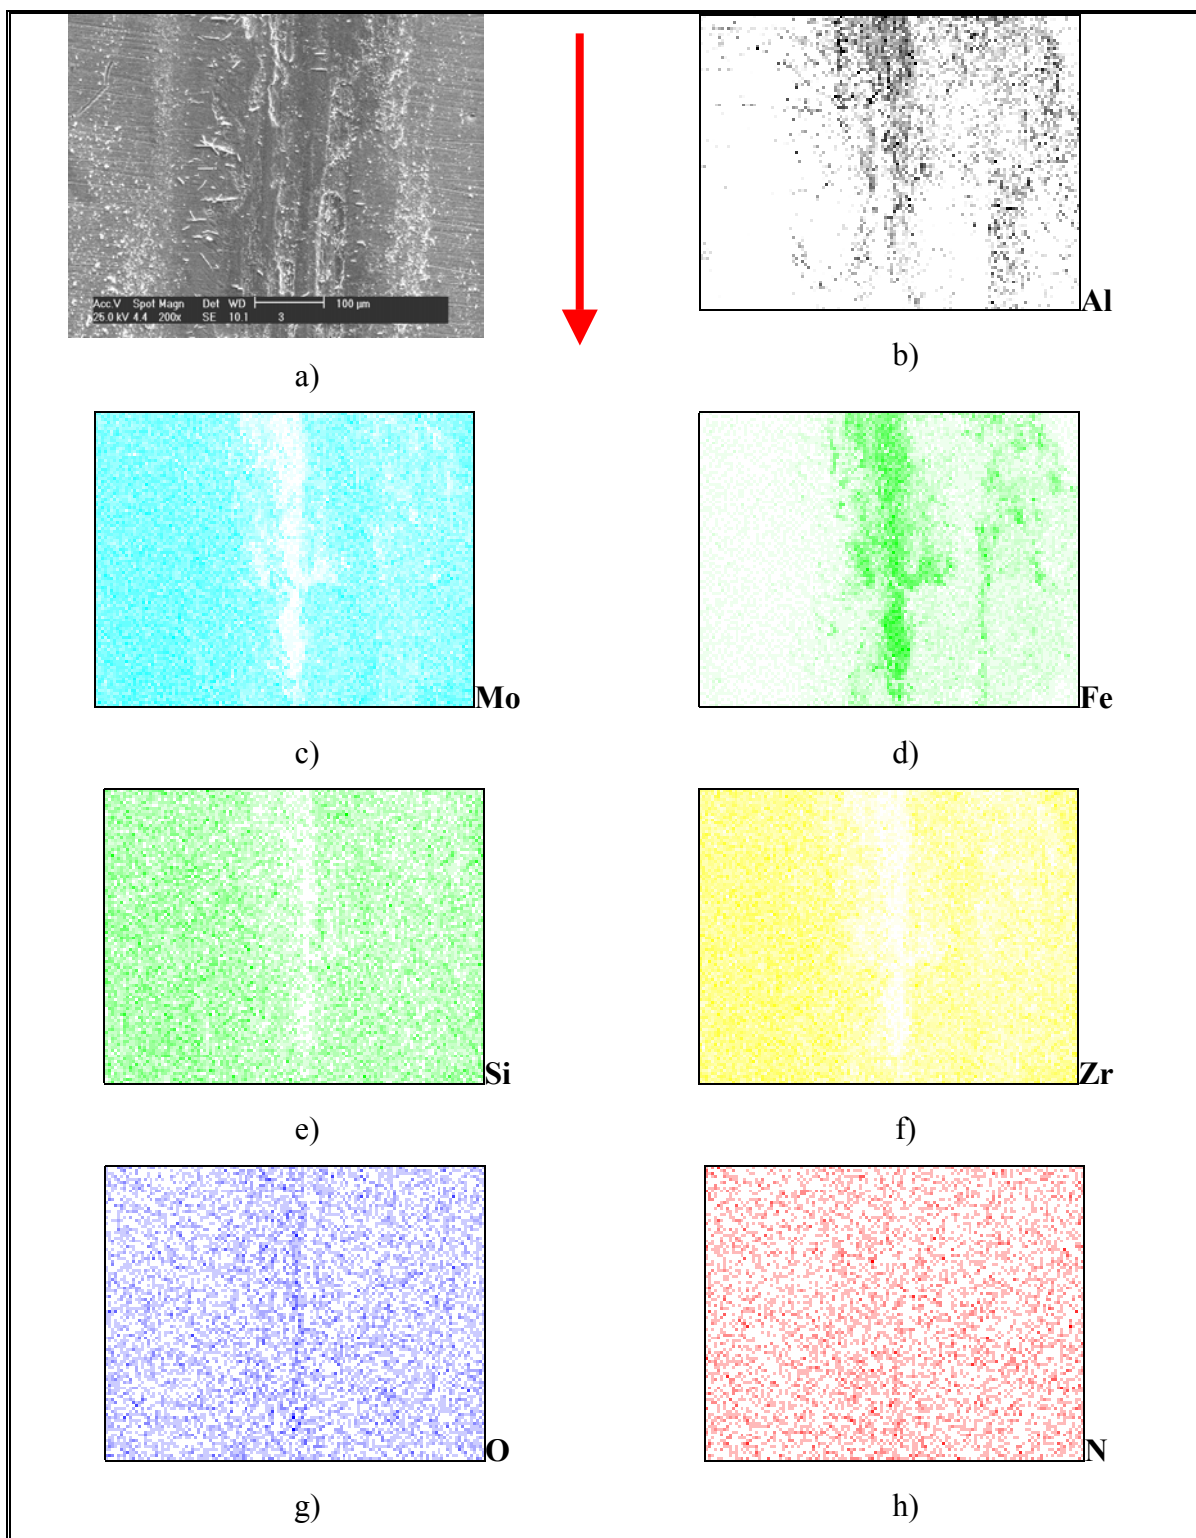 Acc.V Spot Magn Det WD 100 µm
25.0 kV 4.4 200x SE 10.1 3
Al
a)
b)
Mo
Fe
c)
d)
Si
Zr
e)
f)
O
N
g)
h)